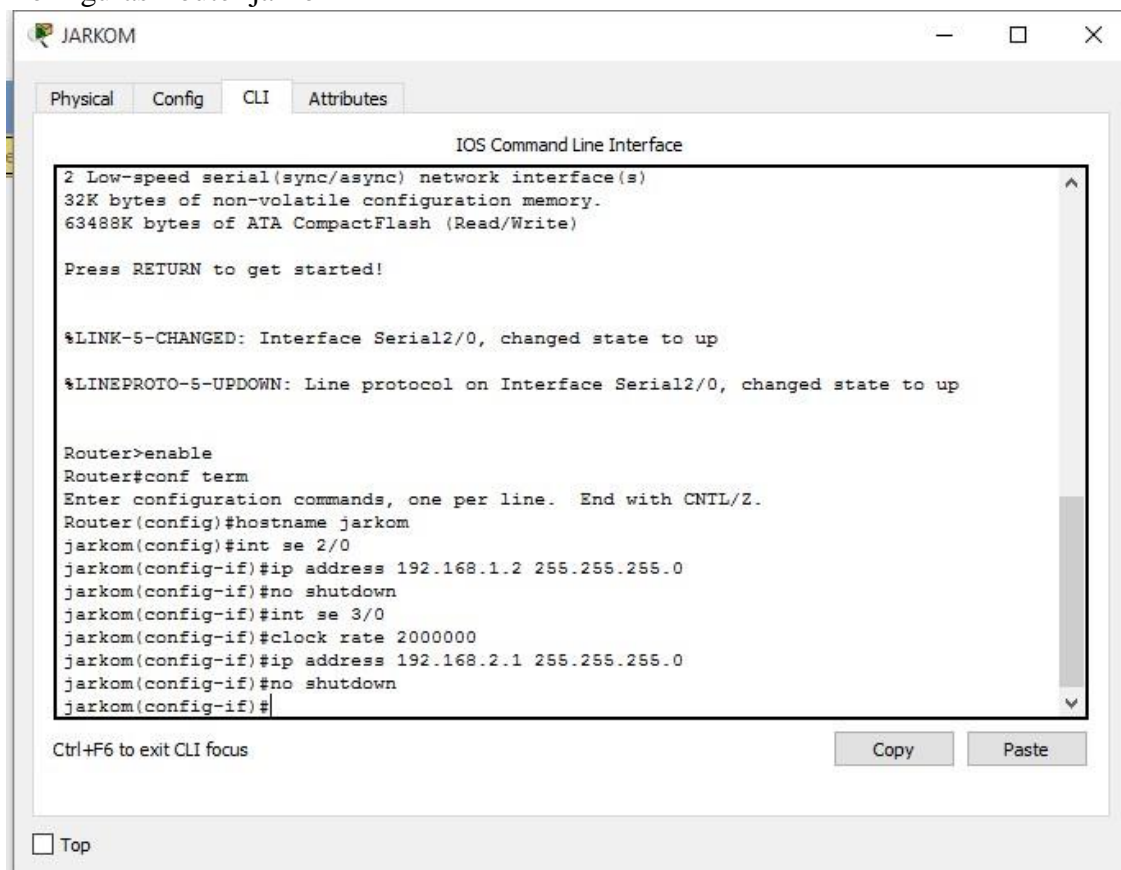 JARKOM
Physical Config CLI Attributes
IOS Command Line Interface
2 Low-speed serial(sync/async) network interface(s)
32K bytes of non-volatile configuration memory.
63488K bytes of ATA CompactFlash (Read/Write)
Press RETURN to get started!
%LINK-5-CHANGED: Interface Serial2/0, changed state to up
%LINEPROTO-5-UPDOWN: Line protocol on Interface Serial2/0, changed state to up
Router>enable
Router#conf term
Enter configuration commands, one per line.  End with CNTL/Z.
Router(config)#hostname jarkom
jarkom(config)#int se 2/0
jarkom(config-if)#ip address 192.168.1.2 255.255.255.0
jarkom(config-if)#no shutdown
jarkom(config-if)#int se 3/0
jarkom(config-if)#clock rate 2000000
jarkom(config-if)#ip address 192.168.2.1 255.255.255.0
jarkom(config-if)#no shutdown
jarkom(config-if)#
Ctrl+F6 to exit CLI focus
Copy Paste
Top